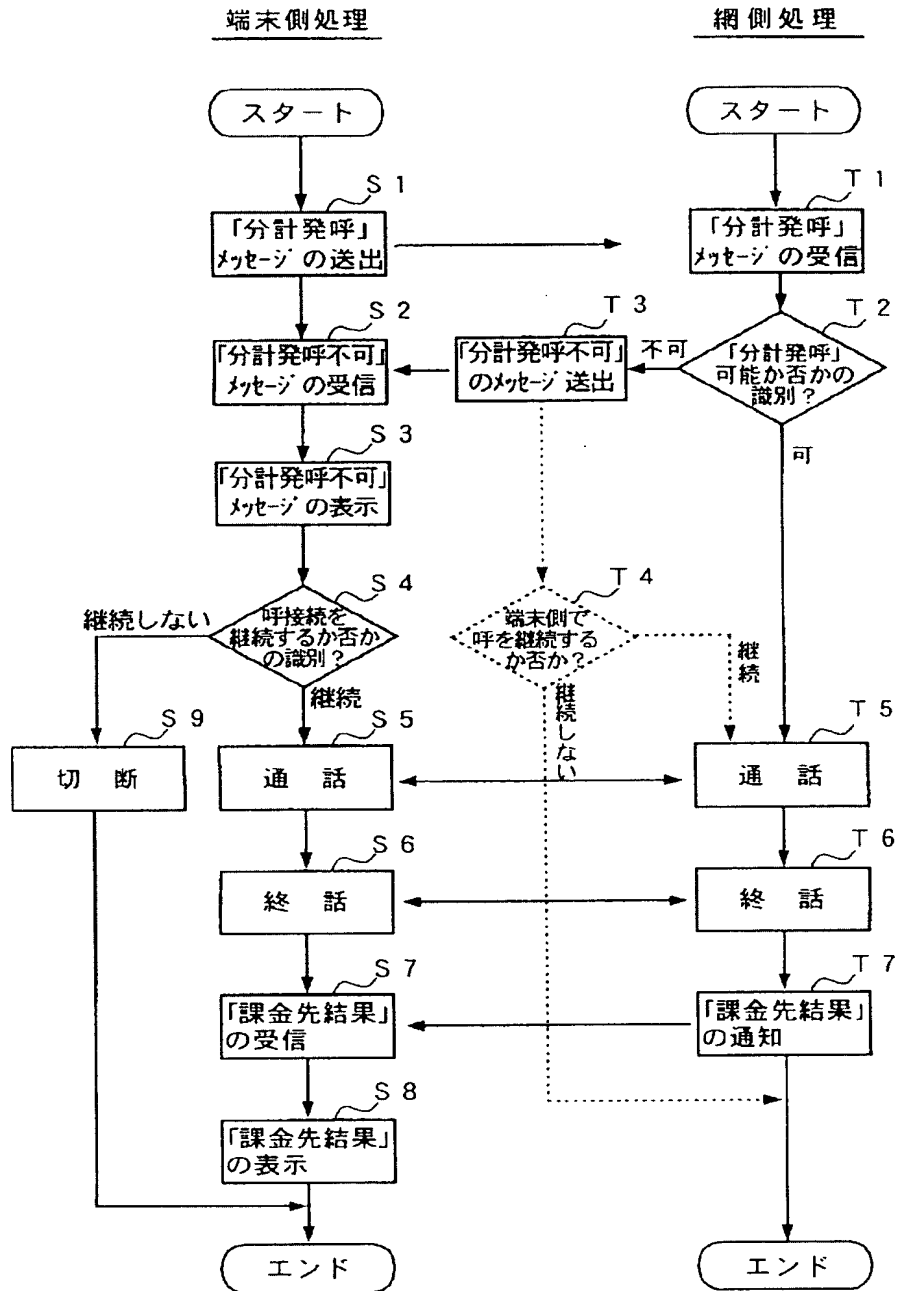 端末側処理
網側処理
スタート
スタート
S 1
「分計発呼」
メッセージの送出
T 1
「分計発呼」
メッセージの受信
S 2
「分計発呼不可」
メッセージの受信
T 3
「分計発呼不可」
のメッセージ送出
不可
T 2
「分計発呼」
可能か否かの
識別?
可
S 3
「分計発呼不可」
メッセージの表示
S 4
呼接続を
継続するか否か
の識別?
継続しない
継続
T 4
端末側で
呼を継続する
か否か?
継続
継続しない
S 9
切 断
S 5
通 話
T 5
通 話
S 6
終 話
T 6
終 話
S 7
「課金先結果」
の受信
T 7
「課金先結果」
の通知
S 8
「課金先結果」
の表示
エンド
エンド